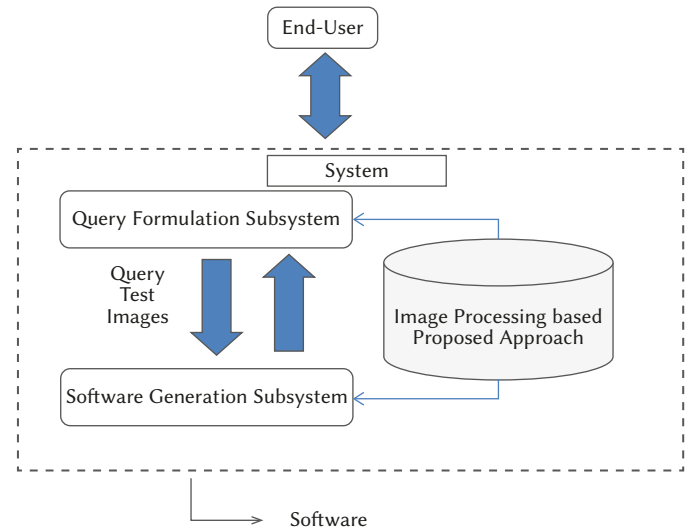 End-User
System
Query Formulation Subsystem
Query
Test
Images
Image Processing based
Proposed Approach
Software Generation Subsystem
Software